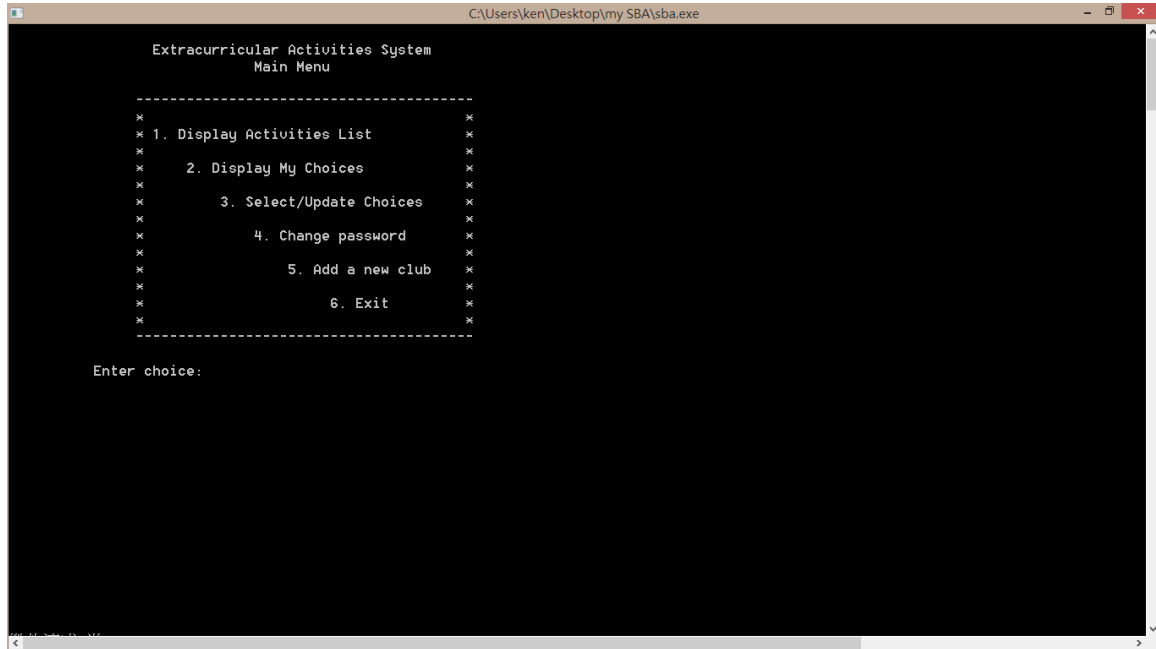 C:\Users\ken\Desktop\my SBA\sba.exe
Extracurricular Activities System
Main Menu
----------------------------------------
* *
* 1. Display Activities List *
* *
* 2. Display My Choices *
* *
* 3. Select/Update Choices *
* *
* 4. Change password *
* *
* 5. Add a new club *
* *
* 6. Exit *
* *
----------------------------------------
Enter choice: